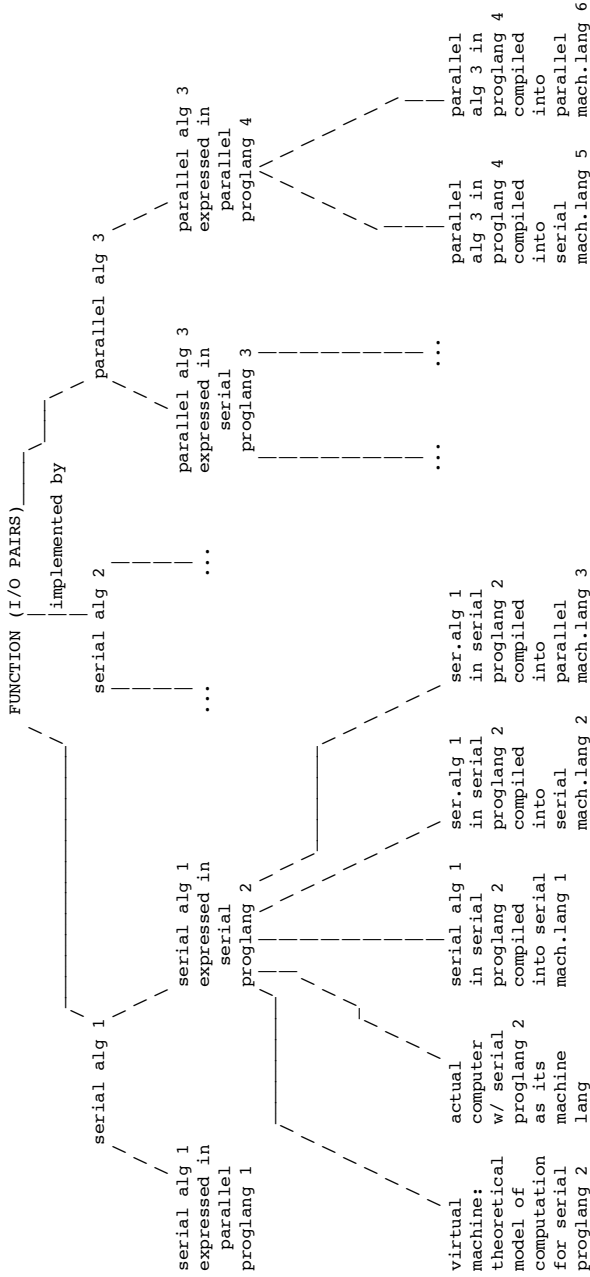 FUNCTION (I/O PAIRS)
implemented by
serial alg 1
serial alg 2
parallel alg 3
serial alg 1
expressed in
parallel
proglang 1
serial alg 1
expressed in
serial
proglang 2
...
...
parallel alg 3
expressed in
serial
proglang 3
parallel alg 3
expressed in
parallel
proglang 4
virtual
machine:
theoretical
model of
computation
for serial
proglang 2
actual
computer
w/ serial
proglang 2
as its
machine
lang
serial alg 1
in serial
proglang 2
compiled
into serial
mach.lang 1
ser.alg 1
in serial
proglang 2
compiled
into
serial
mach.lang 2
ser.alg 1
in serial
proglang 2
compiled
into
parallel
mach.lang 3
...
...
parallel
alg 3 in
proglang 4
compiled
into
serial
mach.lang 5
parallel
alg 3 in
proglang 4
compiled
into
parallel
mach.lang 6